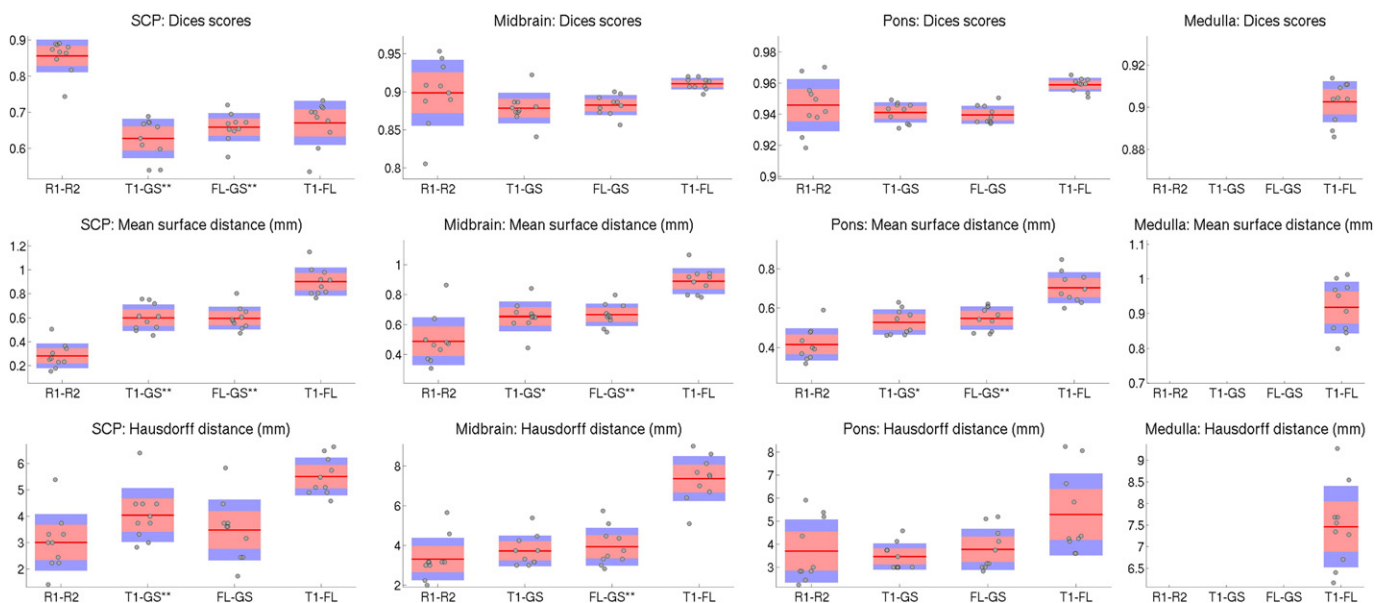 SCP: Dices scores
0.9
0.8
0.7
0.6
R1-R2 T1-GS** FL-GS** T1-FL
Midbrain: Dices scores
0.95
0.9
0.85
0.8
R1-R2 T1-GS FL-GS T1-FL
Pons: Dices scores
0.98
0.96
0.94
0.92
0.9
R1-R2 T1-GS FL-GS T1-FL
Medulla: Dices scores
0.92
0.9
0.88
R1-R2 T1-GS FL-GS T1-FL
SCP: Mean surface distance (mm)
1.2
1
0.8
0.6
0.4
0.2
R1-R2 T1-GS** FL-GS** T1-FL
Midbrain: Mean surface distance (mm)
1
0.8
0.6
0.4
R1-R2 T1-GS* FL-GS** T1-FL
Pons: Mean surface distance (mm)
0.8
0.6
0.4
R1-R2 T1-GS* FL-GS** T1-FL
Medulla: Mean surface distance (mm
1.1
1
0.9
0.8
0.7
R1-R2 T1-GS FL-GS T1-FL
SCP: Hausdorff distance (mm)
6
5
4
3
2
R1-R2 T1-GS** FL-GS T1-FL
Midbrain: Hausdorff distance (mm)
8
6
4
2
R1-R2 T1-GS FL-GS** T1-FL
Pons: Hausdorff distance (mm)
8
7
6
5
4
3
R1-R2 T1-GS FL-GS T1-FL
Medulla: Hausdorff distance (mm)
9
8.5
8
7.5
7
6.5
R1-R2 T1-GS FL-GS T1-FL